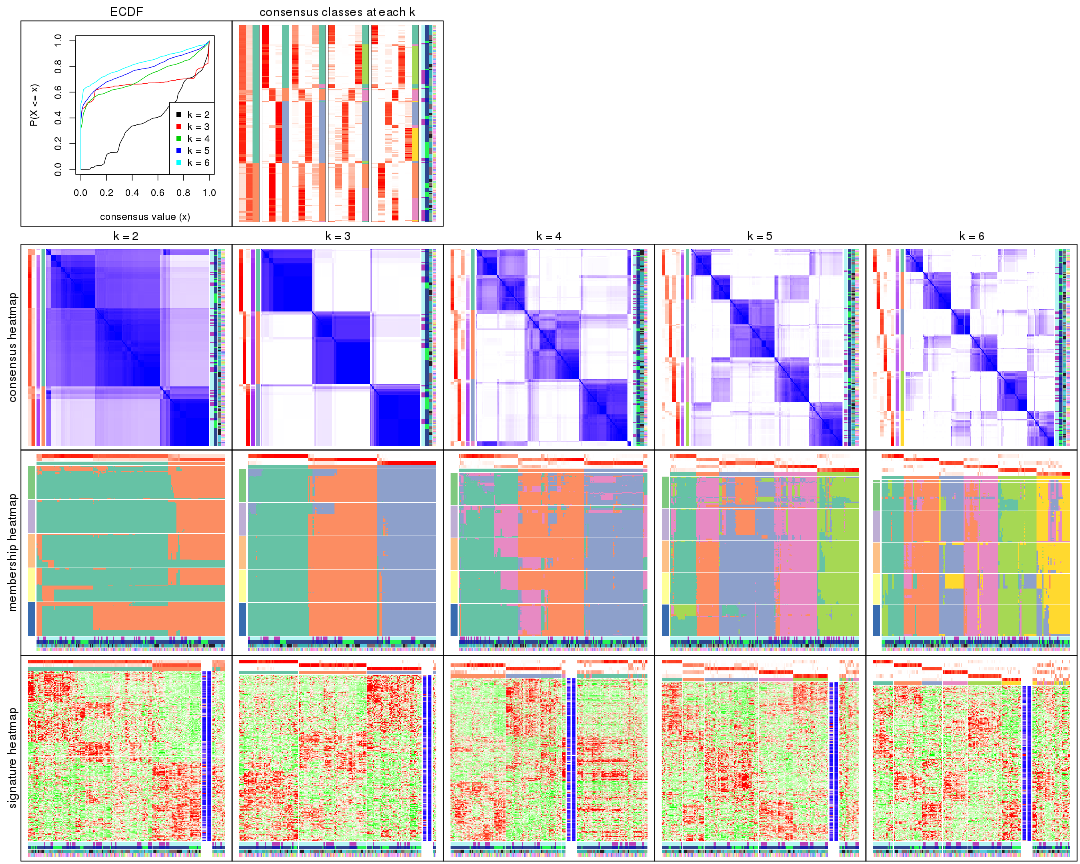 ECDF
consensus classes at each k
P(X <= x)
0.0 0.2 0.4 0.6 0.8 1.0
k = 2
k = 3
k = 4
k = 5
k = 6
0.0 0.2 0.4 0.6 0.8 1.0
consensus value (x)
k = 2 k = 3 k = 4 k = 5 k = 6
consensus heatmap
membership heatmap
signature heatmap